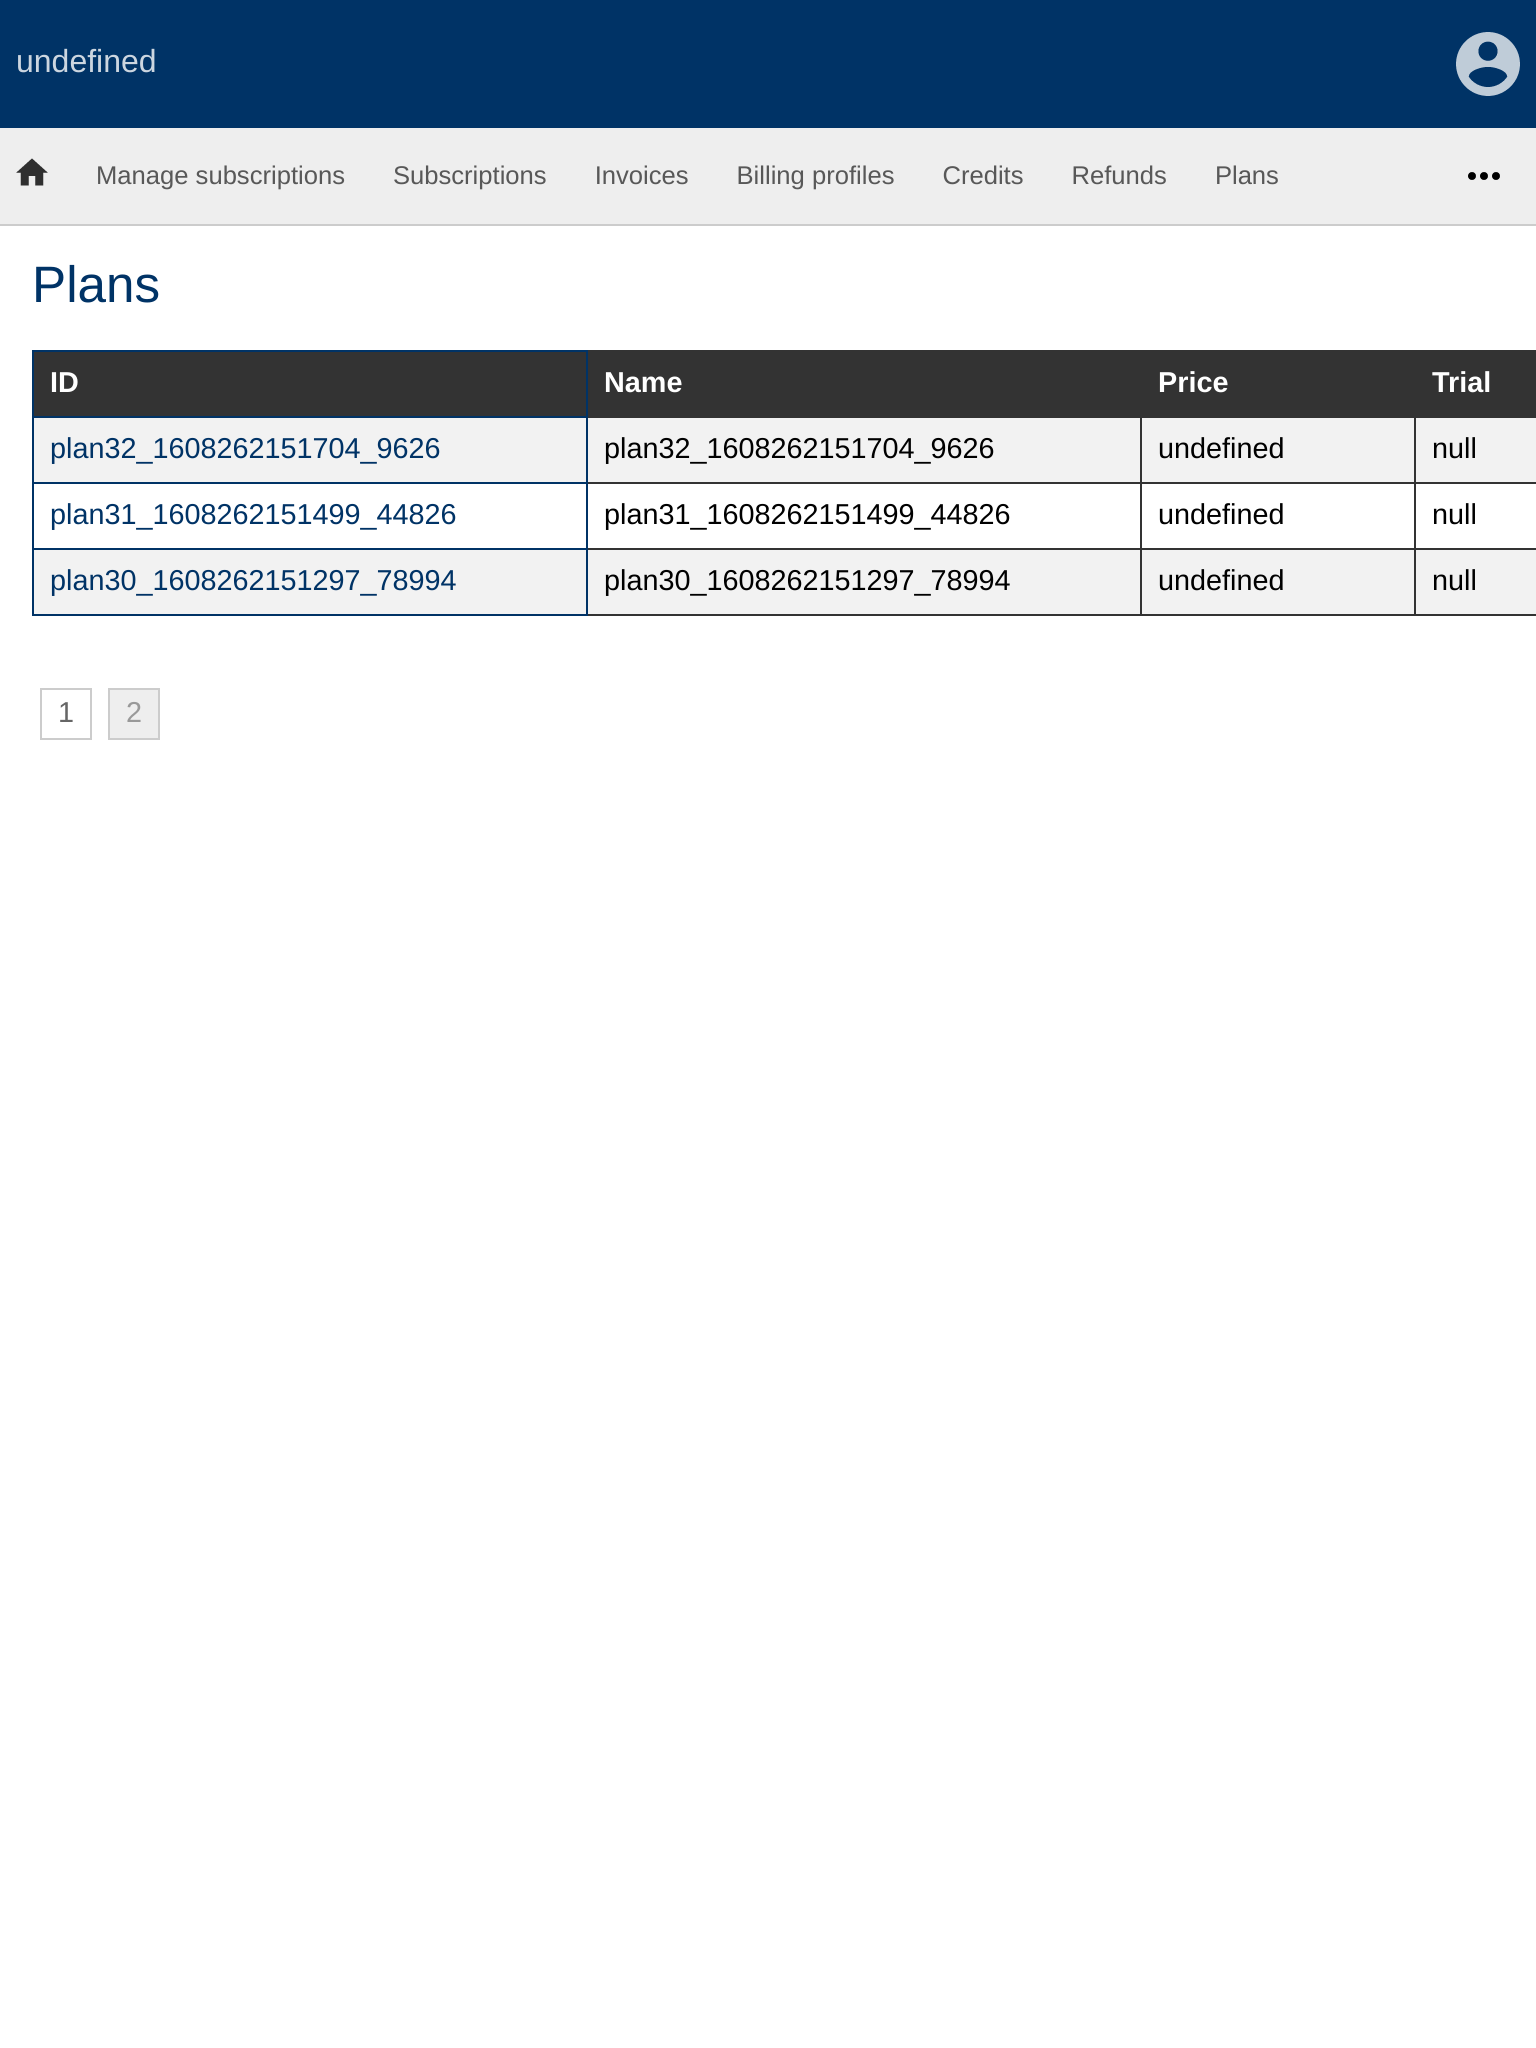 undefined
Manage subscriptions Subscriptions Invoices Billing profiles Credits Refunds Plans
Plans
ID Name Price Trial
plan32_1608262151704_9626 plan32_1608262151704_9626 undefined null
plan31_1608262151499_44826 plan31_1608262151499_44826 undefined null
plan30_1608262151297_78994 plan30_1608262151297_78994 undefined null
1 2